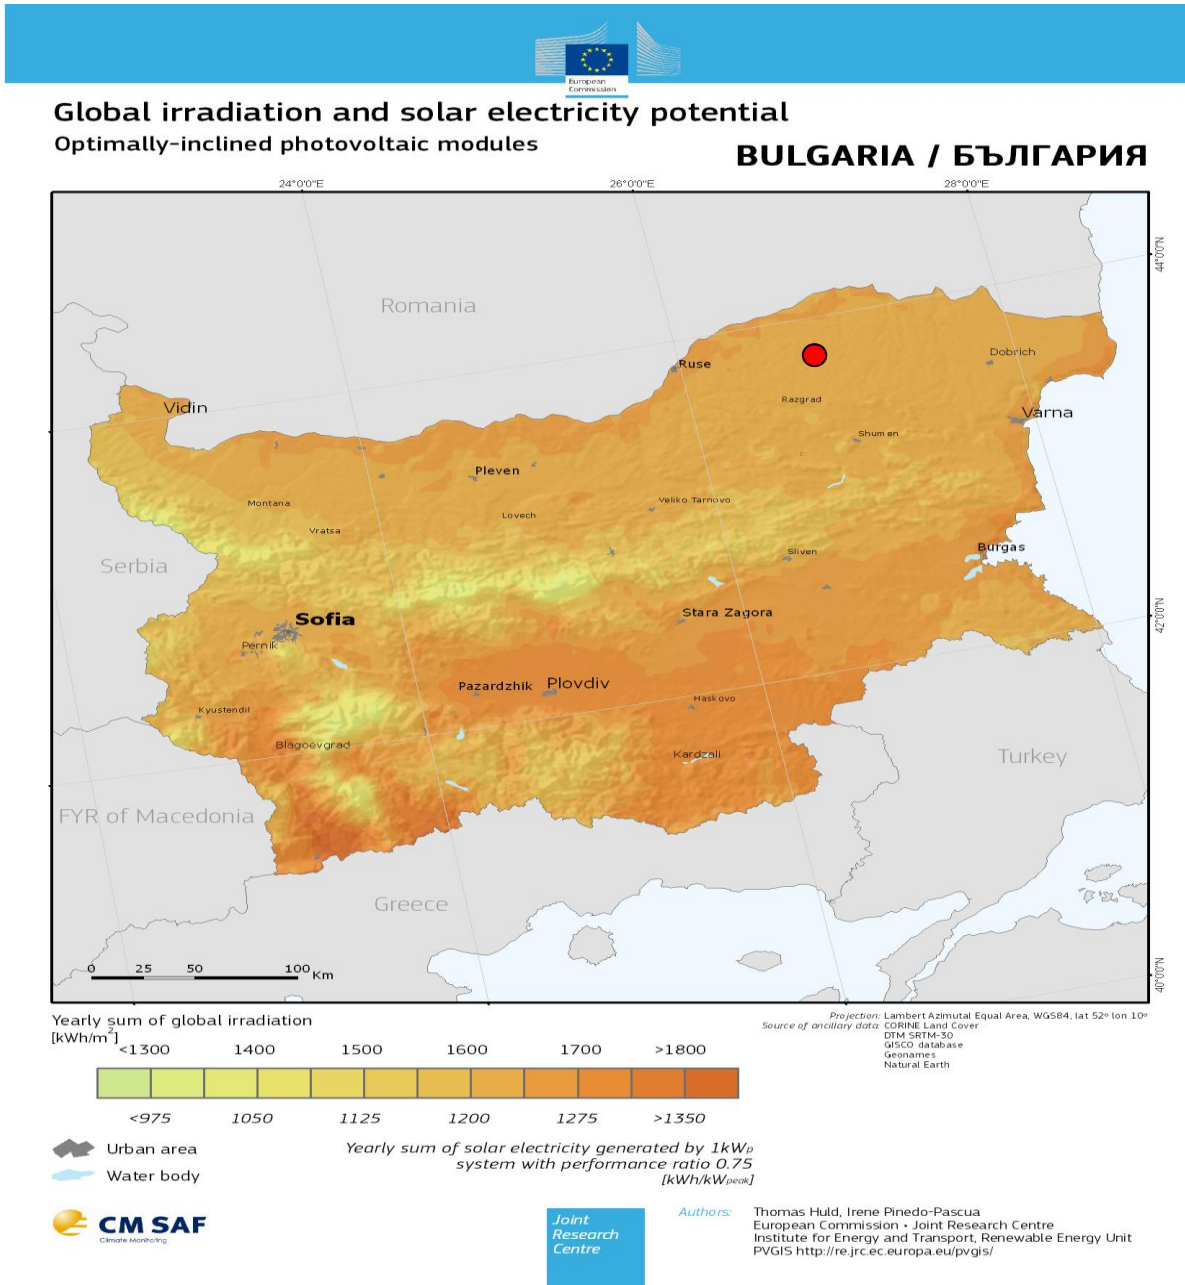 European
Commission
Global irradiation and solar electricity potential
Optimally-inclined photovoltaic modules
BULGARIA / БЪЛГАРИЯ
24°0'0"E
26°0'0"E
28°0'0"E
44°0'0"N
Romania
Ruse
Dobrich
Razgrad
Vidin
Varna
Shumen
Pleven
Montana
Veliko Tarnovo
Lovech
Vratsa
Burgas
Sliven
Serbia
Stara Zagora
42°0'0"N
Sofia
Pernik
Pazardzhik
Plovdiv
Haskovo
Kyustendil
Blagoevgrad
Kardzali
Turkey
FYR of Macedonia
Greece
0 25 50 100 Km
40°0'0"N
Yearly sum of global irradiation
[kWh/m²]
<1300 1400 1500 1600 1700 >1800
<975 1050 1125 1200 1275 >1350
Projection: Lambert Azimutal Equal Area, WGS84, lat 52º lon 10º
Source of ancillary data: CORINE Land Cover
DTM SRTM-30
GISCO database
Geonames
Natural Earth
Urban area
Water body
Yearly sum of solar electricity generated by 1kWp
system with performance ratio 0.75
[kWh/kWpeak]
CM SAF
Climate Monitoring
Joint
Research
Centre
Authors: Thomas Huld, Irene Pinedo-Pascua
European Commission • Joint Research Centre
Institute for Energy and Transport, Renewable Energy Unit
PVGIS http://re.jrc.ec.europa.eu/pvgis/